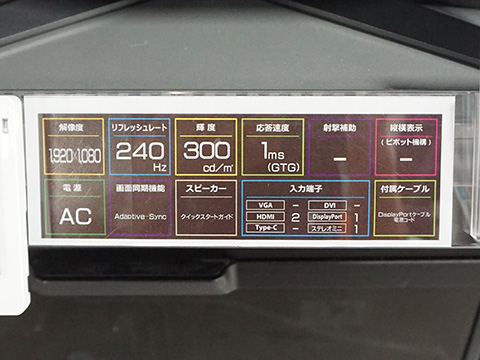 解像度
1,920×1,080
リフレッシュレート
240
Hz
輝度
300
cd/㎡
応答速度
1ms
(GTG)
射撃補助
–
縦横表示
(ピボット機構)
–
電源
AC
画面同期機能
Adaptive-Sync
スピーカー
クイックスタートガイド
入力端子
VGA – DVI –
HDMI 2 DisplayPort 1
Type-C – ステレオミニ 1
付属ケーブル
DisplayPortケーブル
電源コード